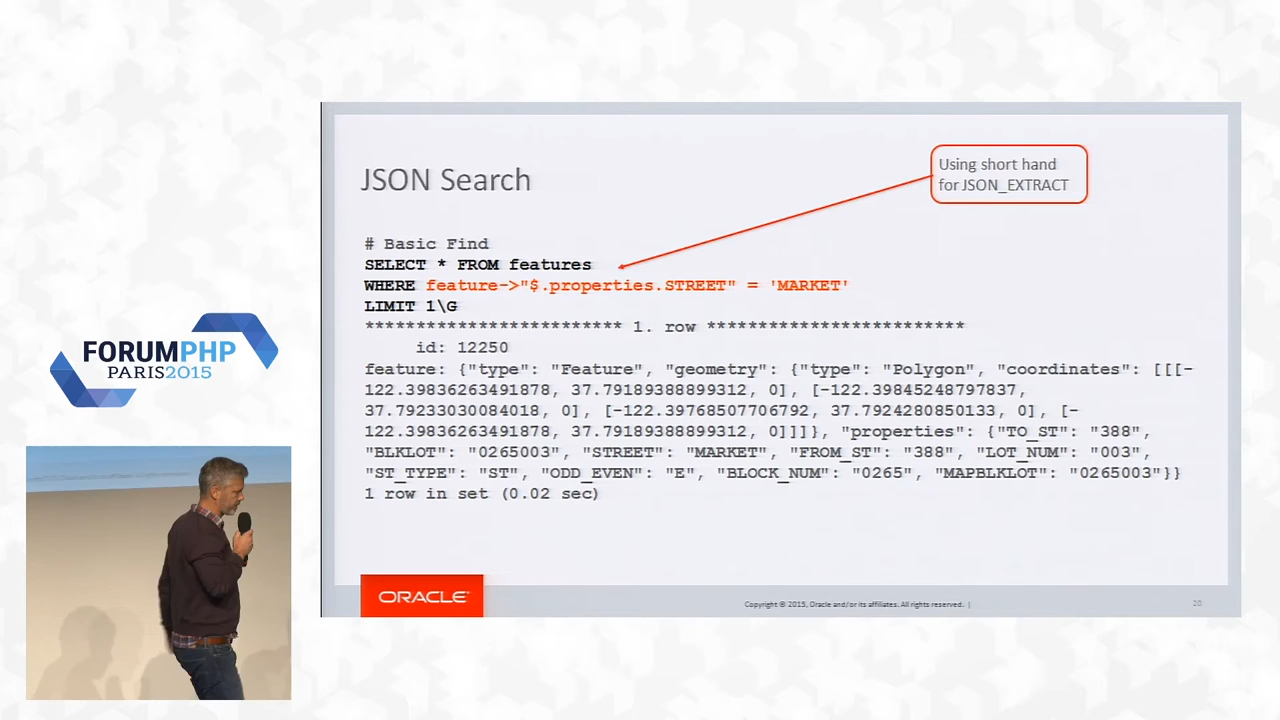 JSON Search
Using short hand
for JSON_EXTRACT
# Basic Find
SELECT * FROM features
WHERE feature->"$.properties.STREET" = 'MARKET'
LIMIT 1\G
************************* 1. row *************************
id: 12250
feature: {"type": "Feature", "geometry": {"type": "Polygon", "coordinates": [[[-
122.39836263491878, 37.79189388899312, 0], [-122.39845248797837,
37.79233030084018, 0], [-122.39768507706792, 37.7924280850133, 0], [-
122.39836263491878, 37.79189388899312, 0]]]}, "properties": {"TO_ST": "388",
"BLKLOT": "0265003", "STREET": "MARKET", "FROM_ST": "388", "LOT_NUM": "003",
"ST_TYPE": "ST", "ODD_EVEN": "E", "BLOCK_NUM": "0265", "MAPBLKLOT": "0265003"}}
1 row in set (0.02 sec)
FORUMPHP
PARIS2015
ORACLE
Copyright © 2015, Oracle and/or its affiliates. All rights reserved. |
20